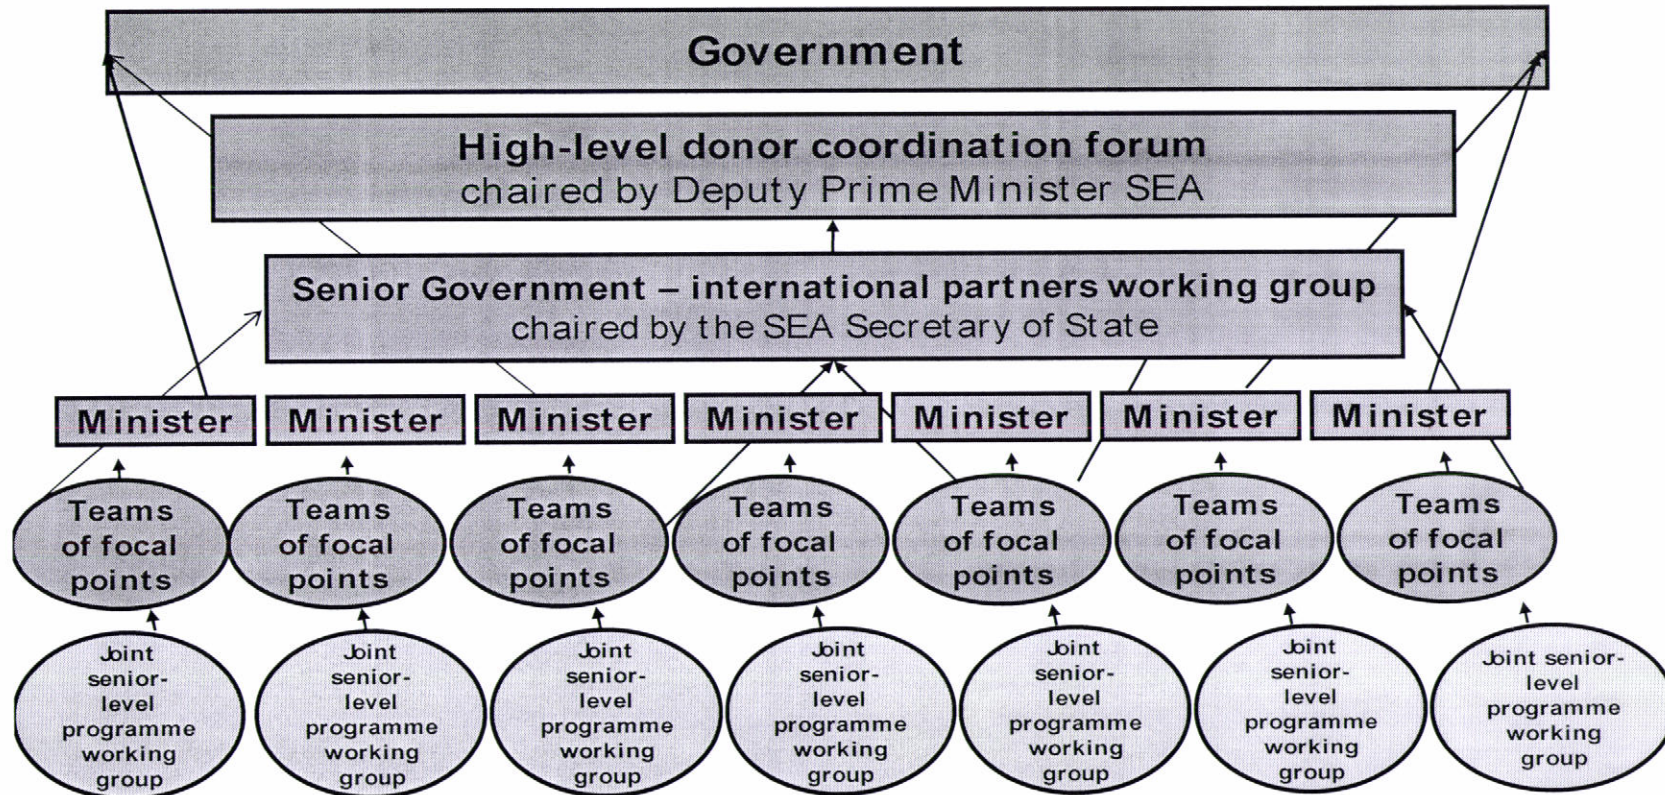 Government
High-level donor coordination forum
chaired by Deputy Prime Minister SEA
Senior Government – international partners working group
chaired by the SEA Secretary of State
Minister
Minister
Minister
Minister
Minister
Minister
Minister
Teams
of focal
points
Teams
of focal
points
Teams
of focal
points
Teams
of focal
points
Teams
of focal
points
Teams
of focal
points
Teams
of focal
points
Joint
senior-
level
programme
working
group
Joint
senior-
level
programme
working
group
Joint
senior-
level
programme
working
group
Joint
senior-
level
programme
working
group
Joint
senior-
level
programme
working
group
Joint
senior-
level
programme
working
group
Joint senior-
level
programme
working
group